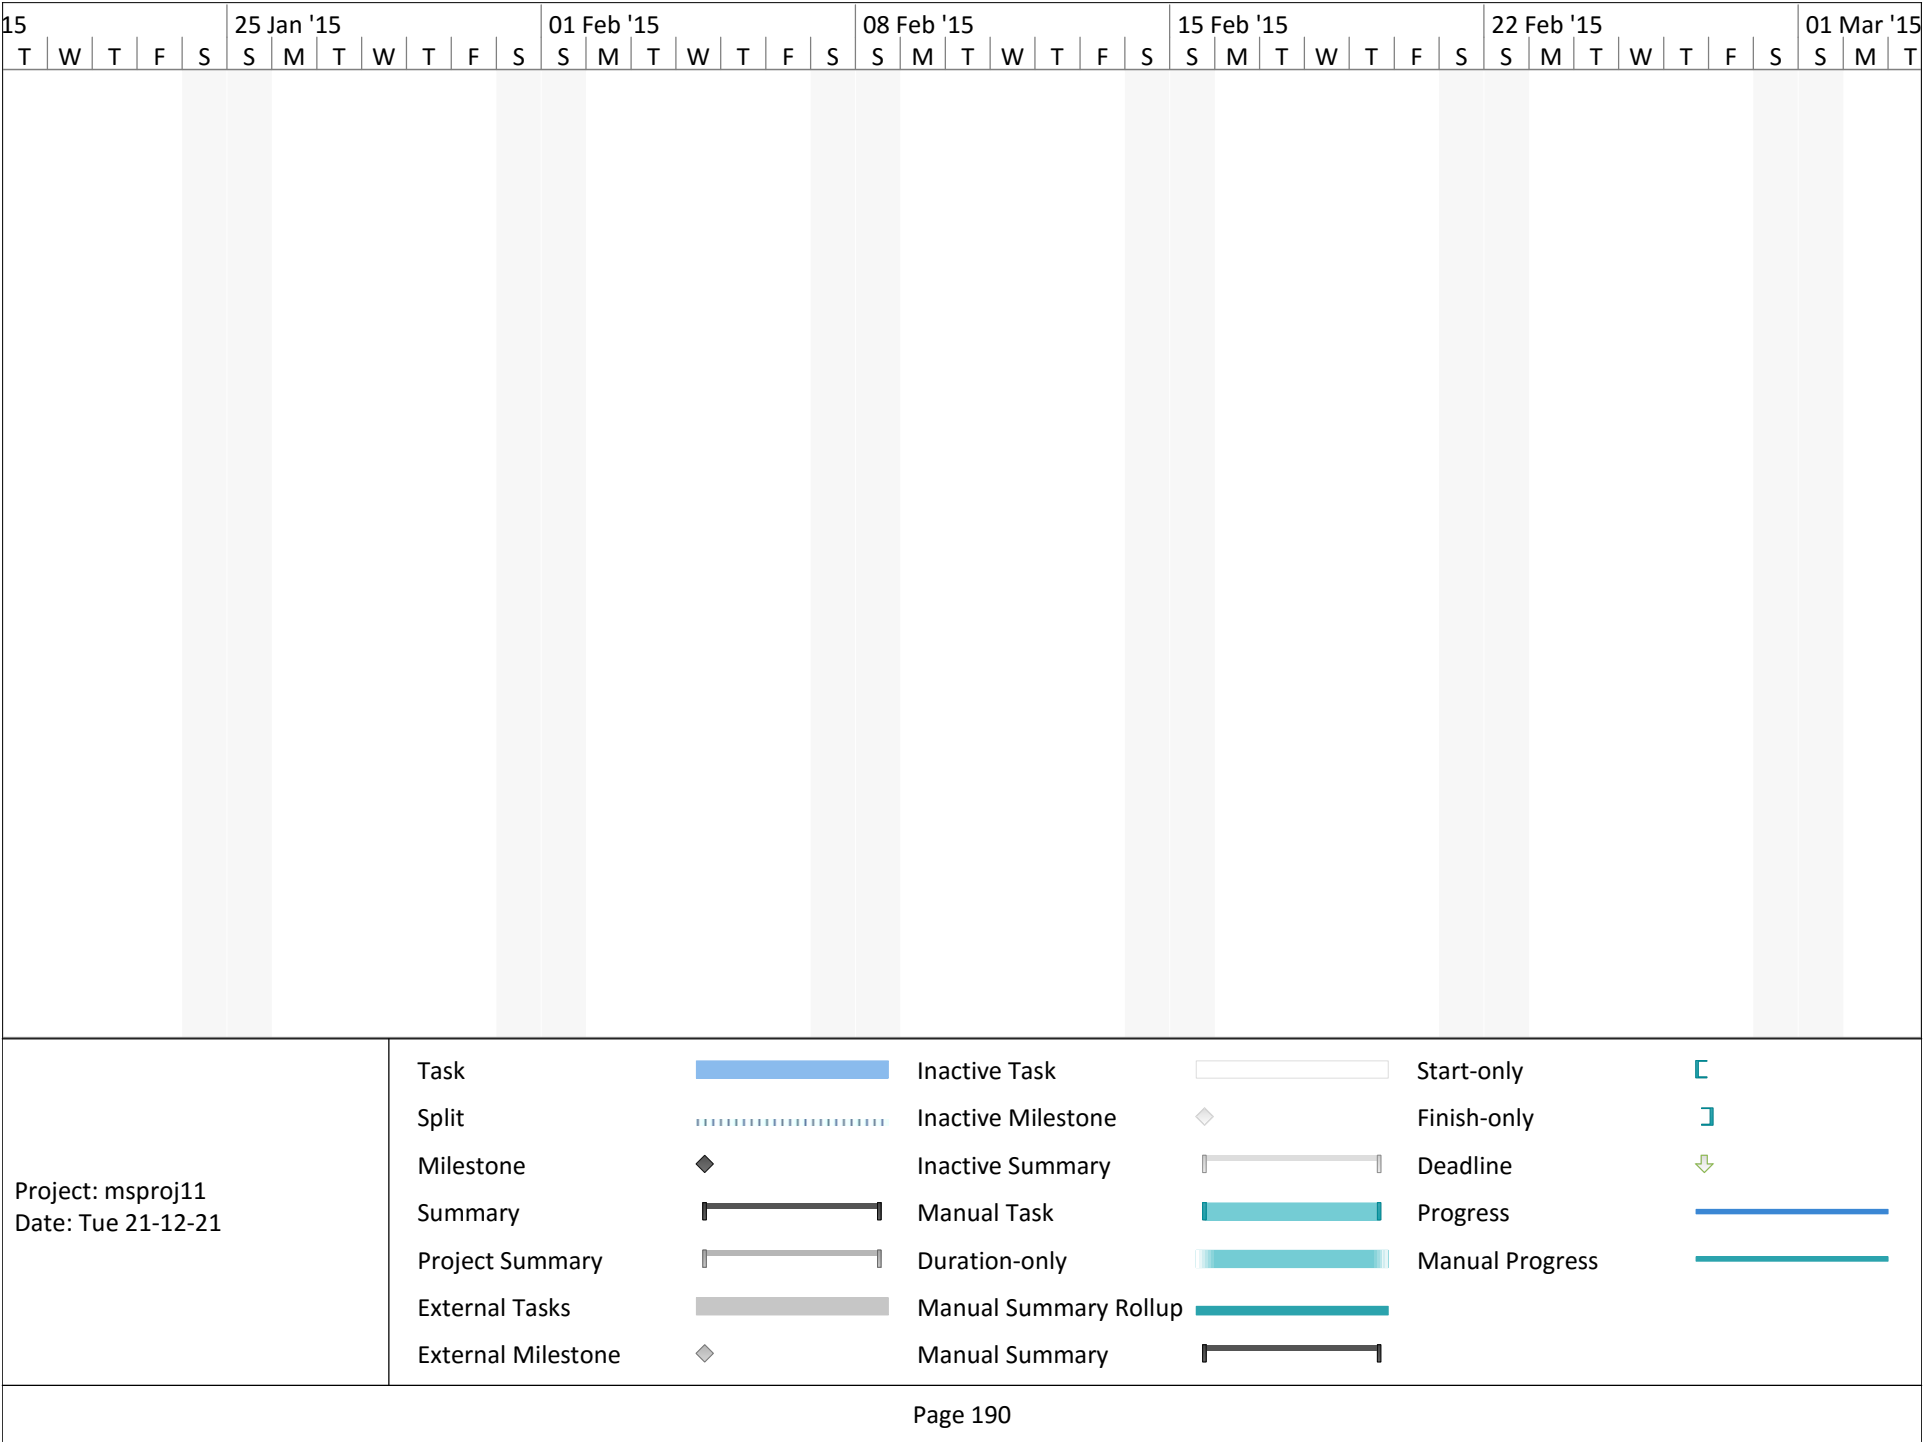 15 25 Jan '15 01 Feb '15 08 Feb '15 15 Feb '15 22 Feb '15 01 Mar '15
T W T F S S M T W T F S S M T W T F S S M T W T F S S M T W T F S S M T W T F S S M T
Task Inactive Task Start-only
Split Inactive Milestone Finish-only
Milestone Inactive Summary Deadline
Project: msproj11
Date: Tue 21-12-21
Summary Manual Task Progress
Project Summary Duration-only Manual Progress
External Tasks Manual Summary Rollup
External Milestone Manual Summary
Page 190